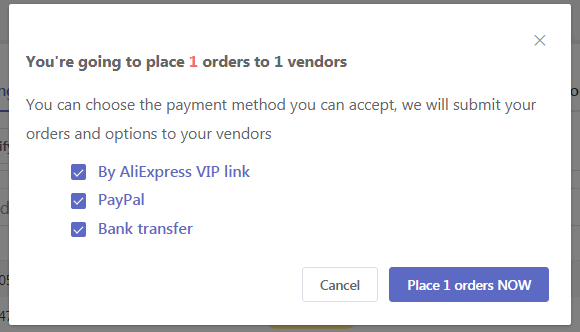 You're going to place 1 orders to 1 vendors
You can choose the payment method you can accept, we will submit your
orders and options to your vendors
By AliExpress VIP link
PayPal
Bank transfer
Cancel
Place 1 orders NOW